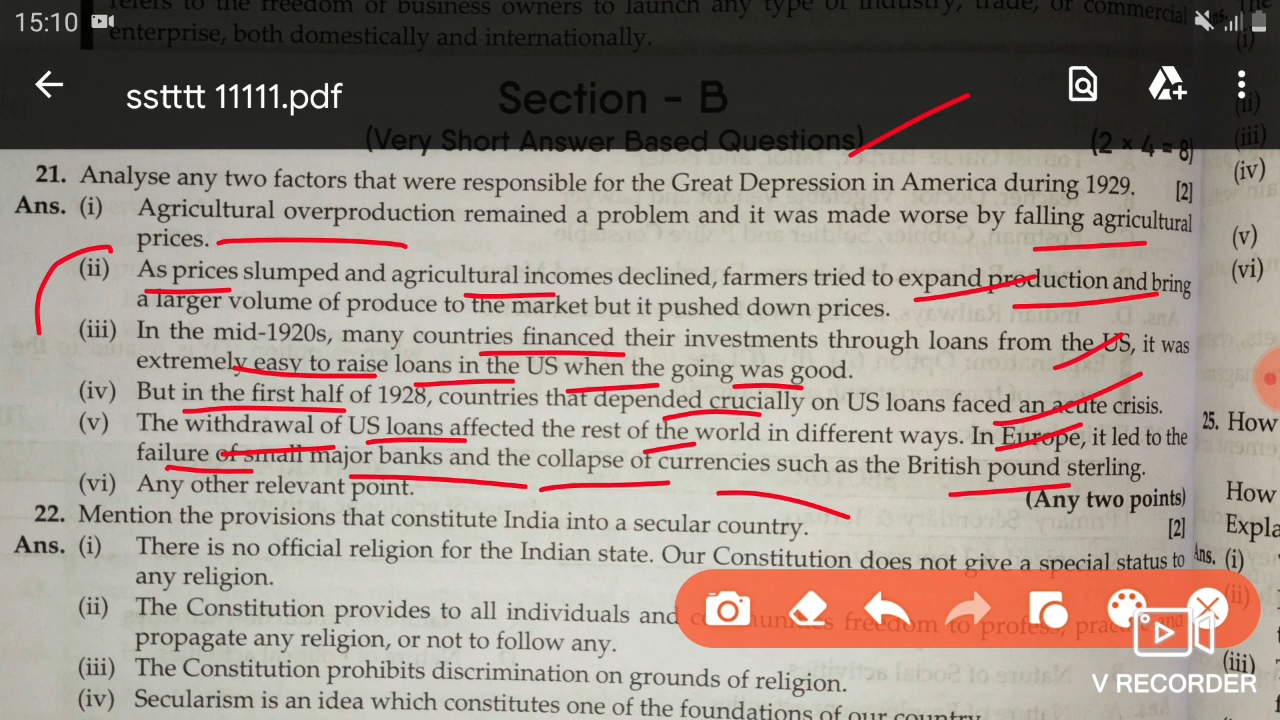 refers to the freedom of business owners to launch any type of industry, trade, or commercial
enterprise, both domestically and internationally.
15:10
sstttt 11111.pdf
Section - B
(Very Short Answer Based Questions) (2 × 4 = 8)
21. Analyse any two factors that were responsible for the Great Depression in America during 1929. [2]
Ans. (i) Agricultural overproduction remained a problem and it was made worse by falling agricultural
prices.
(ii) As prices slumped and agricultural incomes declined, farmers tried to expand production and bring
a larger volume of produce to the market but it pushed down prices.
(iii) In the mid-1920s, many countries financed their investments through loans from the US, it was
extremely easy to raise loans in the US when the going was good.
(iv) But in the first half of 1928, countries that depended crucially on US loans faced an acute crisis.
(v) The withdrawal of US loans affected the rest of the world in different ways. In Europe, it led to the
failure of small major banks and the collapse of currencies such as the British pound sterling.
(vi) Any other relevant point. (Any two points)
22. Mention the provisions that constitute India into a secular country. [2]
Ans. (i) There is no official religion for the Indian state. Our Constitution does not give a special status to
any religion.
(ii) The Constitution provides to all individuals and communities freedom to profess, practice and
propagate any religion, or not to follow any.
(iii) The Constitution prohibits discrimination on grounds of religion.
(iv) Secularism is an idea which constitutes one of the foundations of our country.
(i)
(ii)
(iii)
(iv)
(v)
(vi)
25. How
How
Expla
Ans. (i)
(ii)
(iii)
V RECORDER